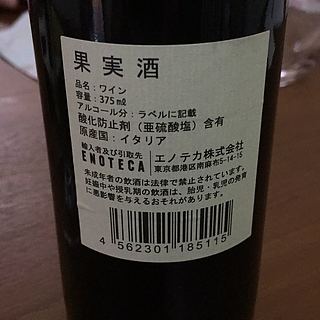 果実酒
品名：ワイン
容量：375㎖
アルコール分：ラベルに記載
酸化防止剤（亜硫酸塩）含有
原産国：イタリア
輸入者及び引取先
ENOTECA エノテカ株式会社
東京都港区南麻布5-14-15
未成年者の飲酒は法律で禁止されています。
妊娠中や授乳期の飲酒は、胎児・乳児の発育
に悪影響を与えるおそれがあります。
4 562301 185115